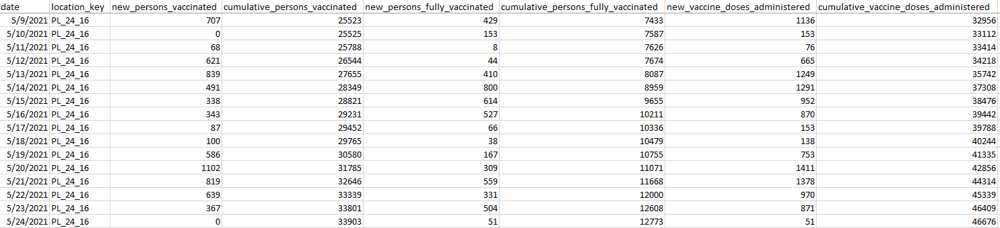 date location_key new_persons_vaccinated cumulative_persons_vaccinated new_persons_fully_vaccinated cumulative_persons_fully_vaccinated new_vaccine_doses_administered cumulative_vaccine_doses_administered
5/9/2021 PL_24_16 707 25523 429 7433 1136 32956
5/10/2021 PL_24_16 0 25525 153 7587 153 33112
5/11/2021 PL_24_16 68 25788 8 7626 76 33414
5/12/2021 PL_24_16 621 26544 44 7674 665 34218
5/13/2021 PL_24_16 839 27655 410 8087 1249 35742
5/14/2021 PL_24_16 491 28349 800 8959 1291 37308
5/15/2021 PL_24_16 338 28821 614 9655 952 38476
5/16/2021 PL_24_16 343 29231 527 10211 870 39442
5/17/2021 PL_24_16 87 29452 66 10336 153 39788
5/18/2021 PL_24_16 100 29765 38 10479 138 40244
5/19/2021 PL_24_16 586 30580 167 10755 753 41335
5/20/2021 PL_24_16 1102 31785 309 11071 1411 42856
5/21/2021 PL_24_16 819 32646 559 11668 1378 44314
5/22/2021 PL_24_16 639 33339 331 12000 970 45339
5/23/2021 PL_24_16 367 33801 504 12608 871 46409
5/24/2021 PL_24_16 0 33903 51 12773 51 46676